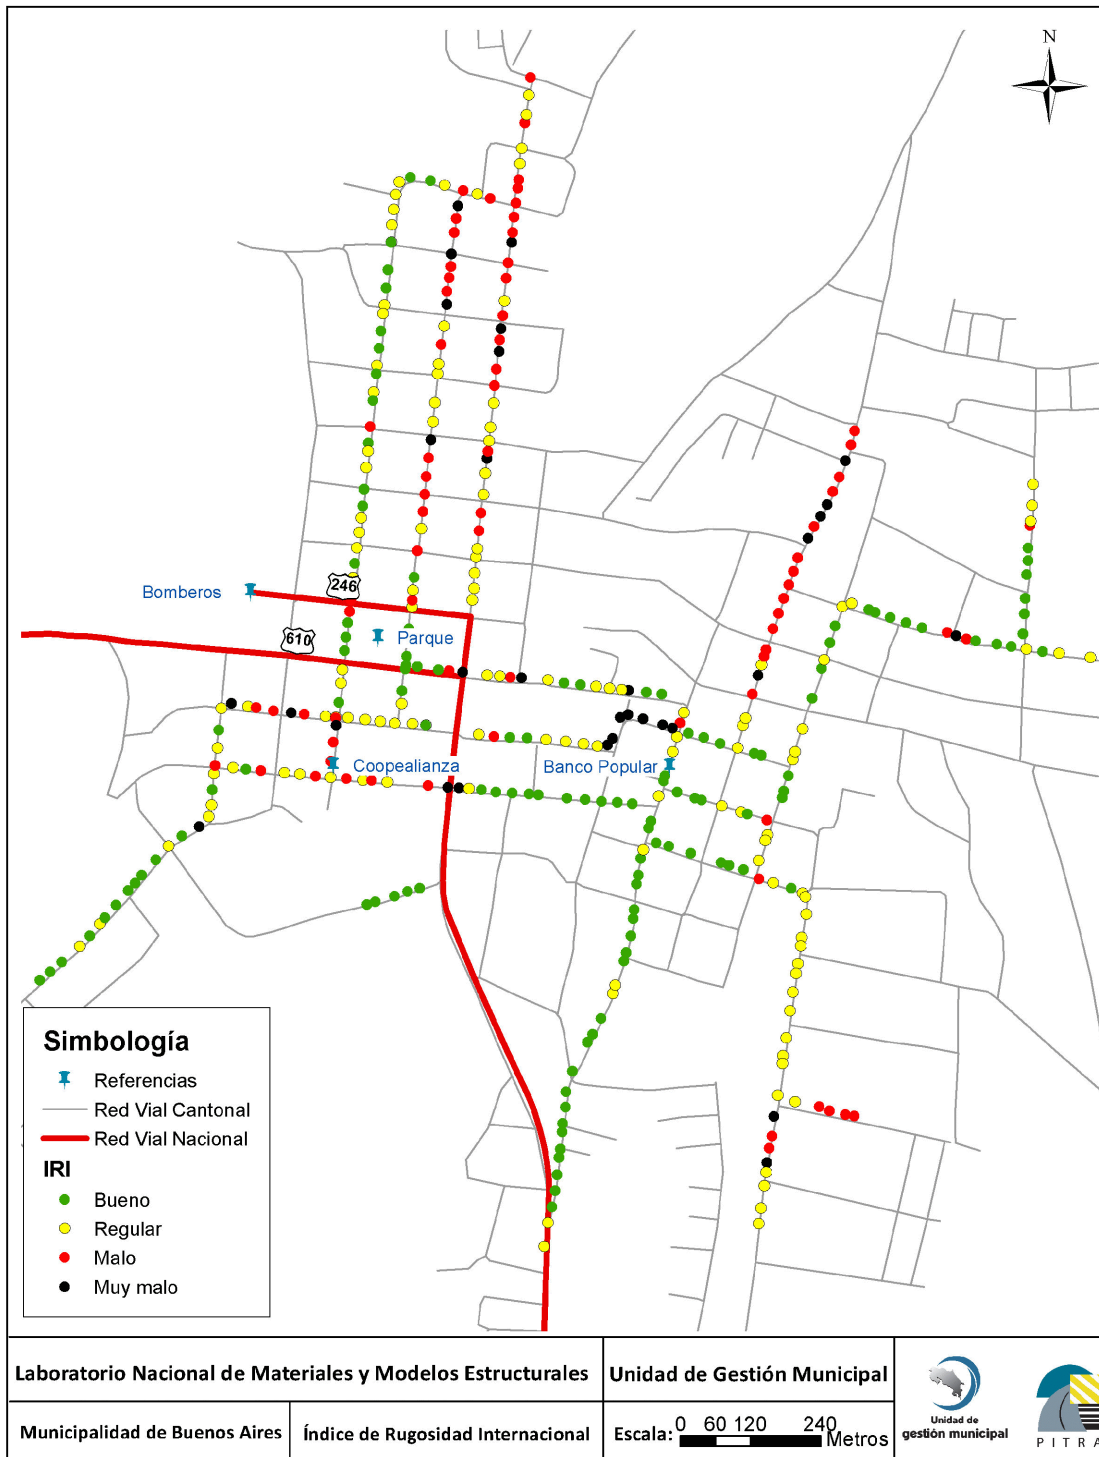 N
Bomberos
246
610
Parque
Coopealianza
Banco Popular
Simbología
Referencias
Red Vial Cantonal
Red Vial Nacional
IRI
Bueno
Regular
Malo
Muy malo
Laboratorio Nacional de Materiales y Modelos Estructurales
Unidad de Gestión Municipal
Municipalidad de Buenos Aires
Índice de Rugosidad Internacional
Escala: 0 60 120 240 Metros
Unidad de
gestión municipal
PITRA